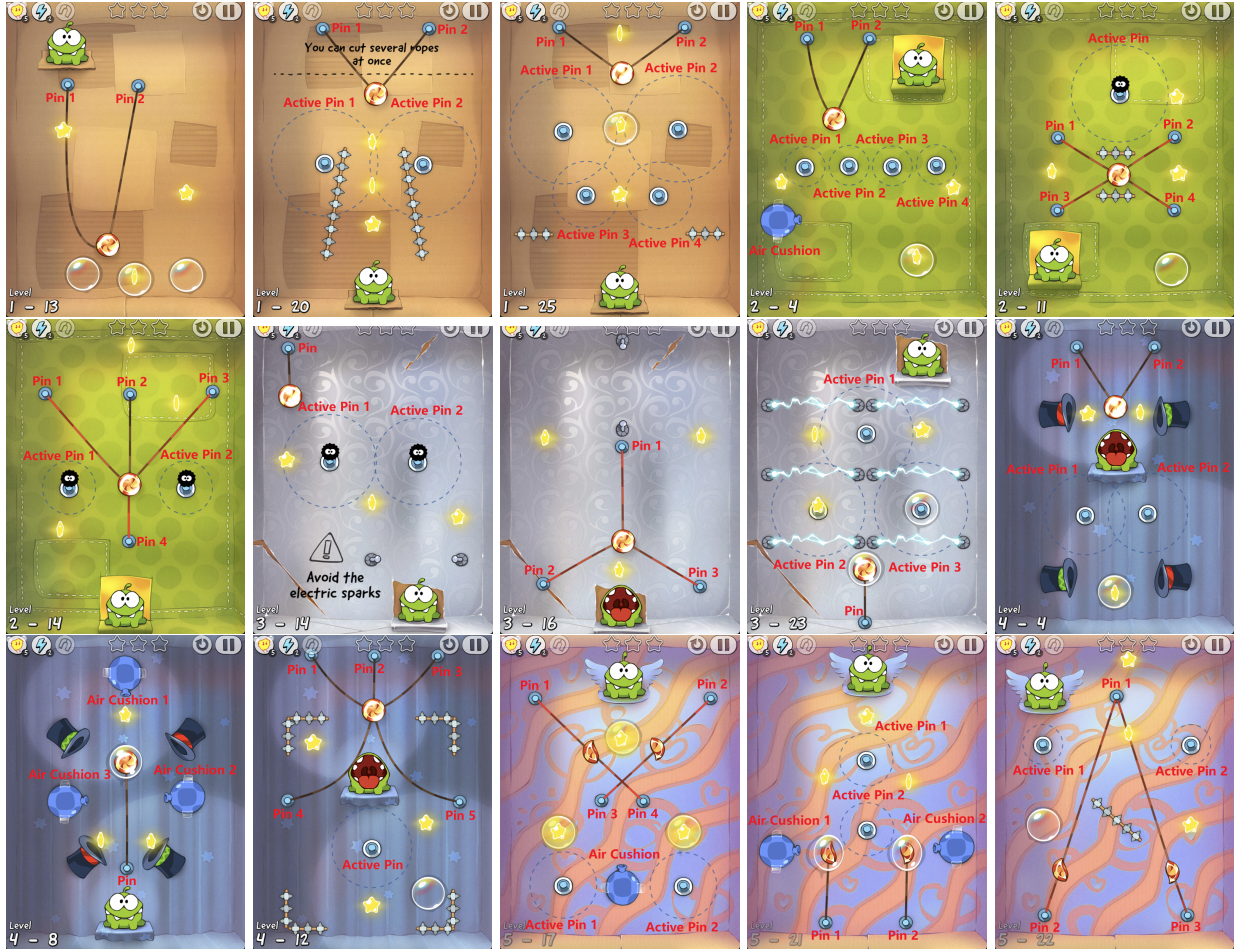 Pin 1
Pin 2
Level
1 - 13
Pin 1
Pin 2
You can cut several ropes
at once
Active Pin 1
Active Pin 2
Level
1 - 20
Pin 1
Pin 2
Active Pin 1
Active Pin 2
Active Pin 3
Active Pin 4
Level
1 - 25
Pin 1
Pin 2
Active Pin 1
Active Pin 3
Active Pin 2
Active Pin 4
Air Cushion
Level
2 - 4
Active Pin
Pin 1
Pin 2
Pin 3
Pin 4
Level
2 - 11
Pin 1
Pin 2
Pin 3
Active Pin 1
Active Pin 2
Pin 4
Level
2 - 14
Pin
Active Pin 1
Active Pin 2
Avoid the
electric sparks
Level
3 - 14
Pin 1
Pin 2
Pin 3
Level
3 - 16
Active Pin 1
Active Pin 2
Active Pin 3
Pin
Level
3 - 23
Pin 1
Pin 2
Active Pin 1
Active Pin 2
Level
4 - 4
Air Cushion 1
Air Cushion 3
Air Cushion 2
Pin
Level
4 - 8
Pin 1
Pin 2
Pin 3
Pin 4
Pin 5
Active Pin
Level
4 - 12
Pin 1
Pin 2
Pin 3
Pin 4
Air Cushion
Active Pin 1
Active Pin 2
5 - 17
Active Pin 1
Active Pin 2
Air Cushion 1
Air Cushion 2
Pin 1
Pin 2
5 - 21
Pin 1
Active Pin 1
Active Pin 2
Pin 2
Pin 3
5 - 22